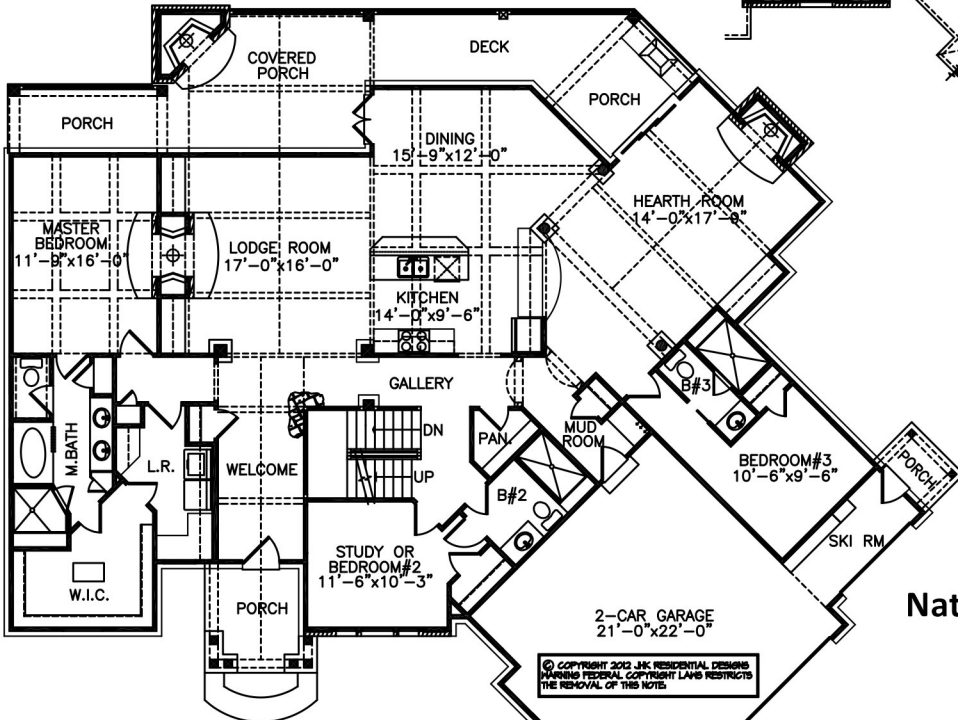 DECK
COVERED
PORCH
PORCH
PORCH
DINING
15'-9"x12'-0"
HEARTH ROOM
14'-0"x17'-0"
MASTER
BEDROOM
11'-9"x16'-0"
LODGE ROOM
17'-0"x16'-0"
KITCHEN
14'-0"x9'-6"
GALLERY
B#3
DN
PAN.
MUD
ROOM
M.BATH
L.R.
WELCOME
UP
B#2
BEDROOM#3
10'-6"x9'-6"
PORCH
SKI RM
STUDY OR
BEDROOM#2
11'-6"x10'-3"
W.I.C.
PORCH
2-CAR GARAGE
21'-0"x22'-0"
Nat
© COPYRIGHT 2012 JHK RESIDENTIAL DESIGNS
WARNING FEDERAL COPYRIGHT LAWS RESTRICTS
THE REMOVAL OF THIS NOTE.